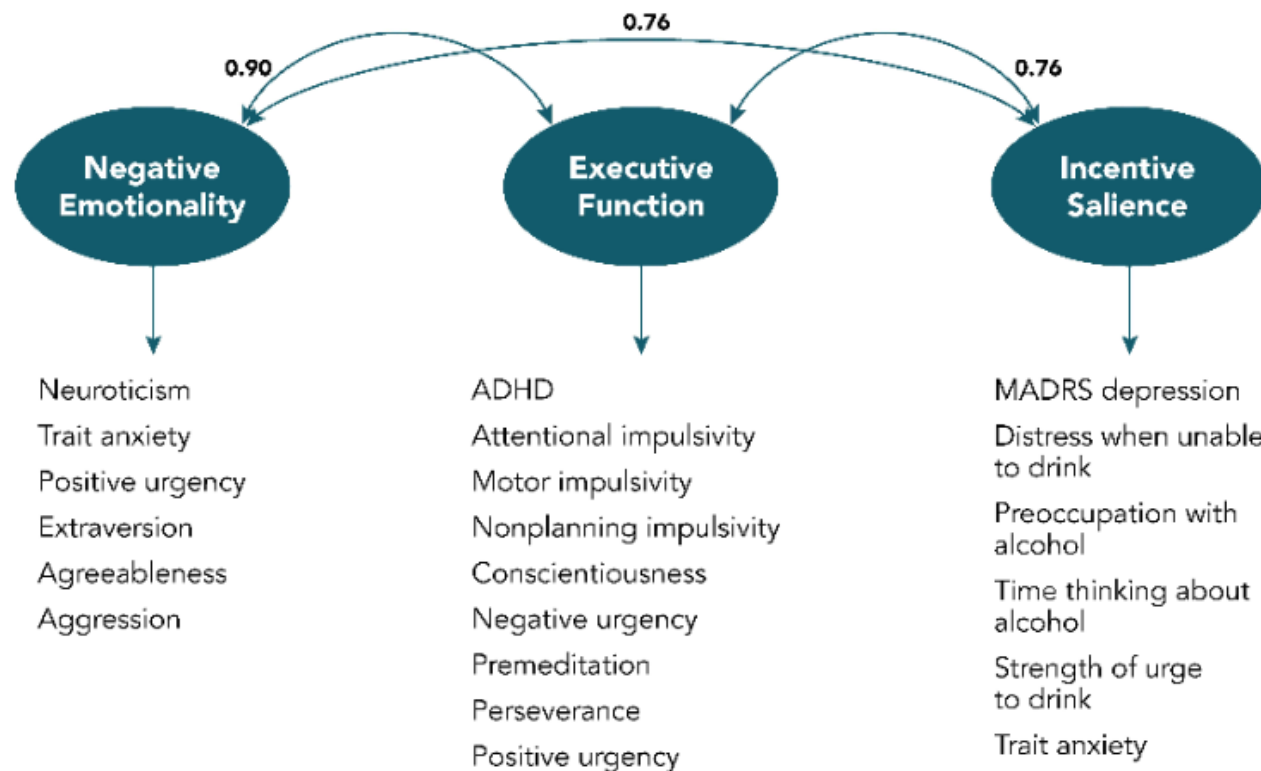 0.76
0.90
0.76
Negative
Emotionality
Executive
Function
Incentive
Salience
Neuroticism
Trait anxiety
Positive urgency
Extraversion
Agreeableness
Aggression
ADHD
Attentional impulsivity
Motor impulsivity
Nonplanning impulsivity
Conscientiousness
Negative urgency
Premeditation
Perseverance
Positive urgency
MADRS depression
Distress when unable
to drink
Preoccupation with
alcohol
Time thinking about
alcohol
Strength of urge
to drink
Trait anxiety